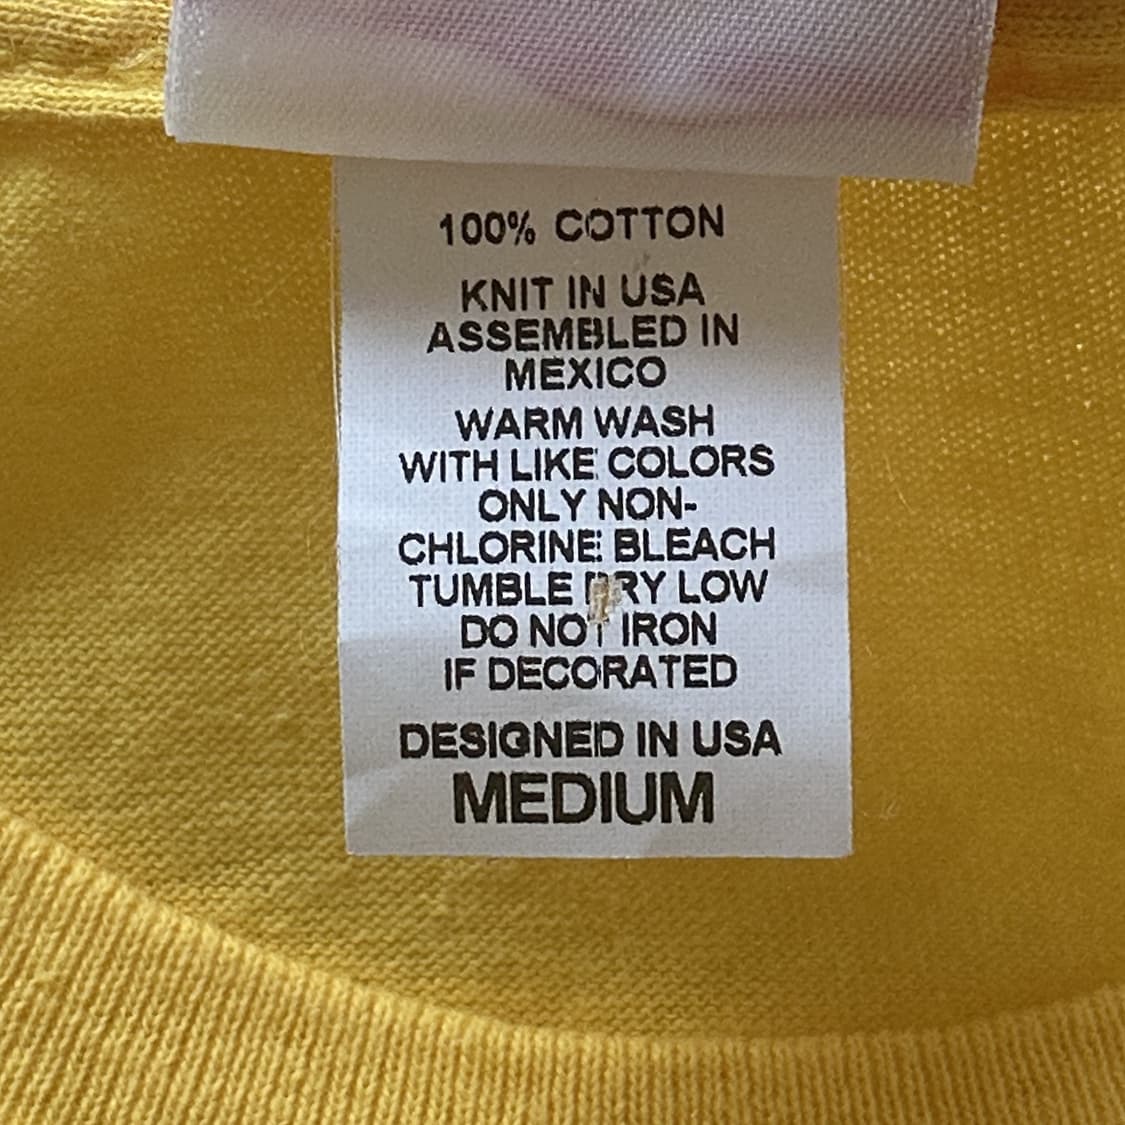 100% COTTON
KNIT IN USA
ASSEMBLED IN
MEXICO
WARM WASH
WITH LIKE COLORS
ONLY NON-
CHLORINE BLEACH
TUMBLE DRY LOW
DO NOT IRON
IF DECORATED
DESIGNED IN USA
MEDIUM